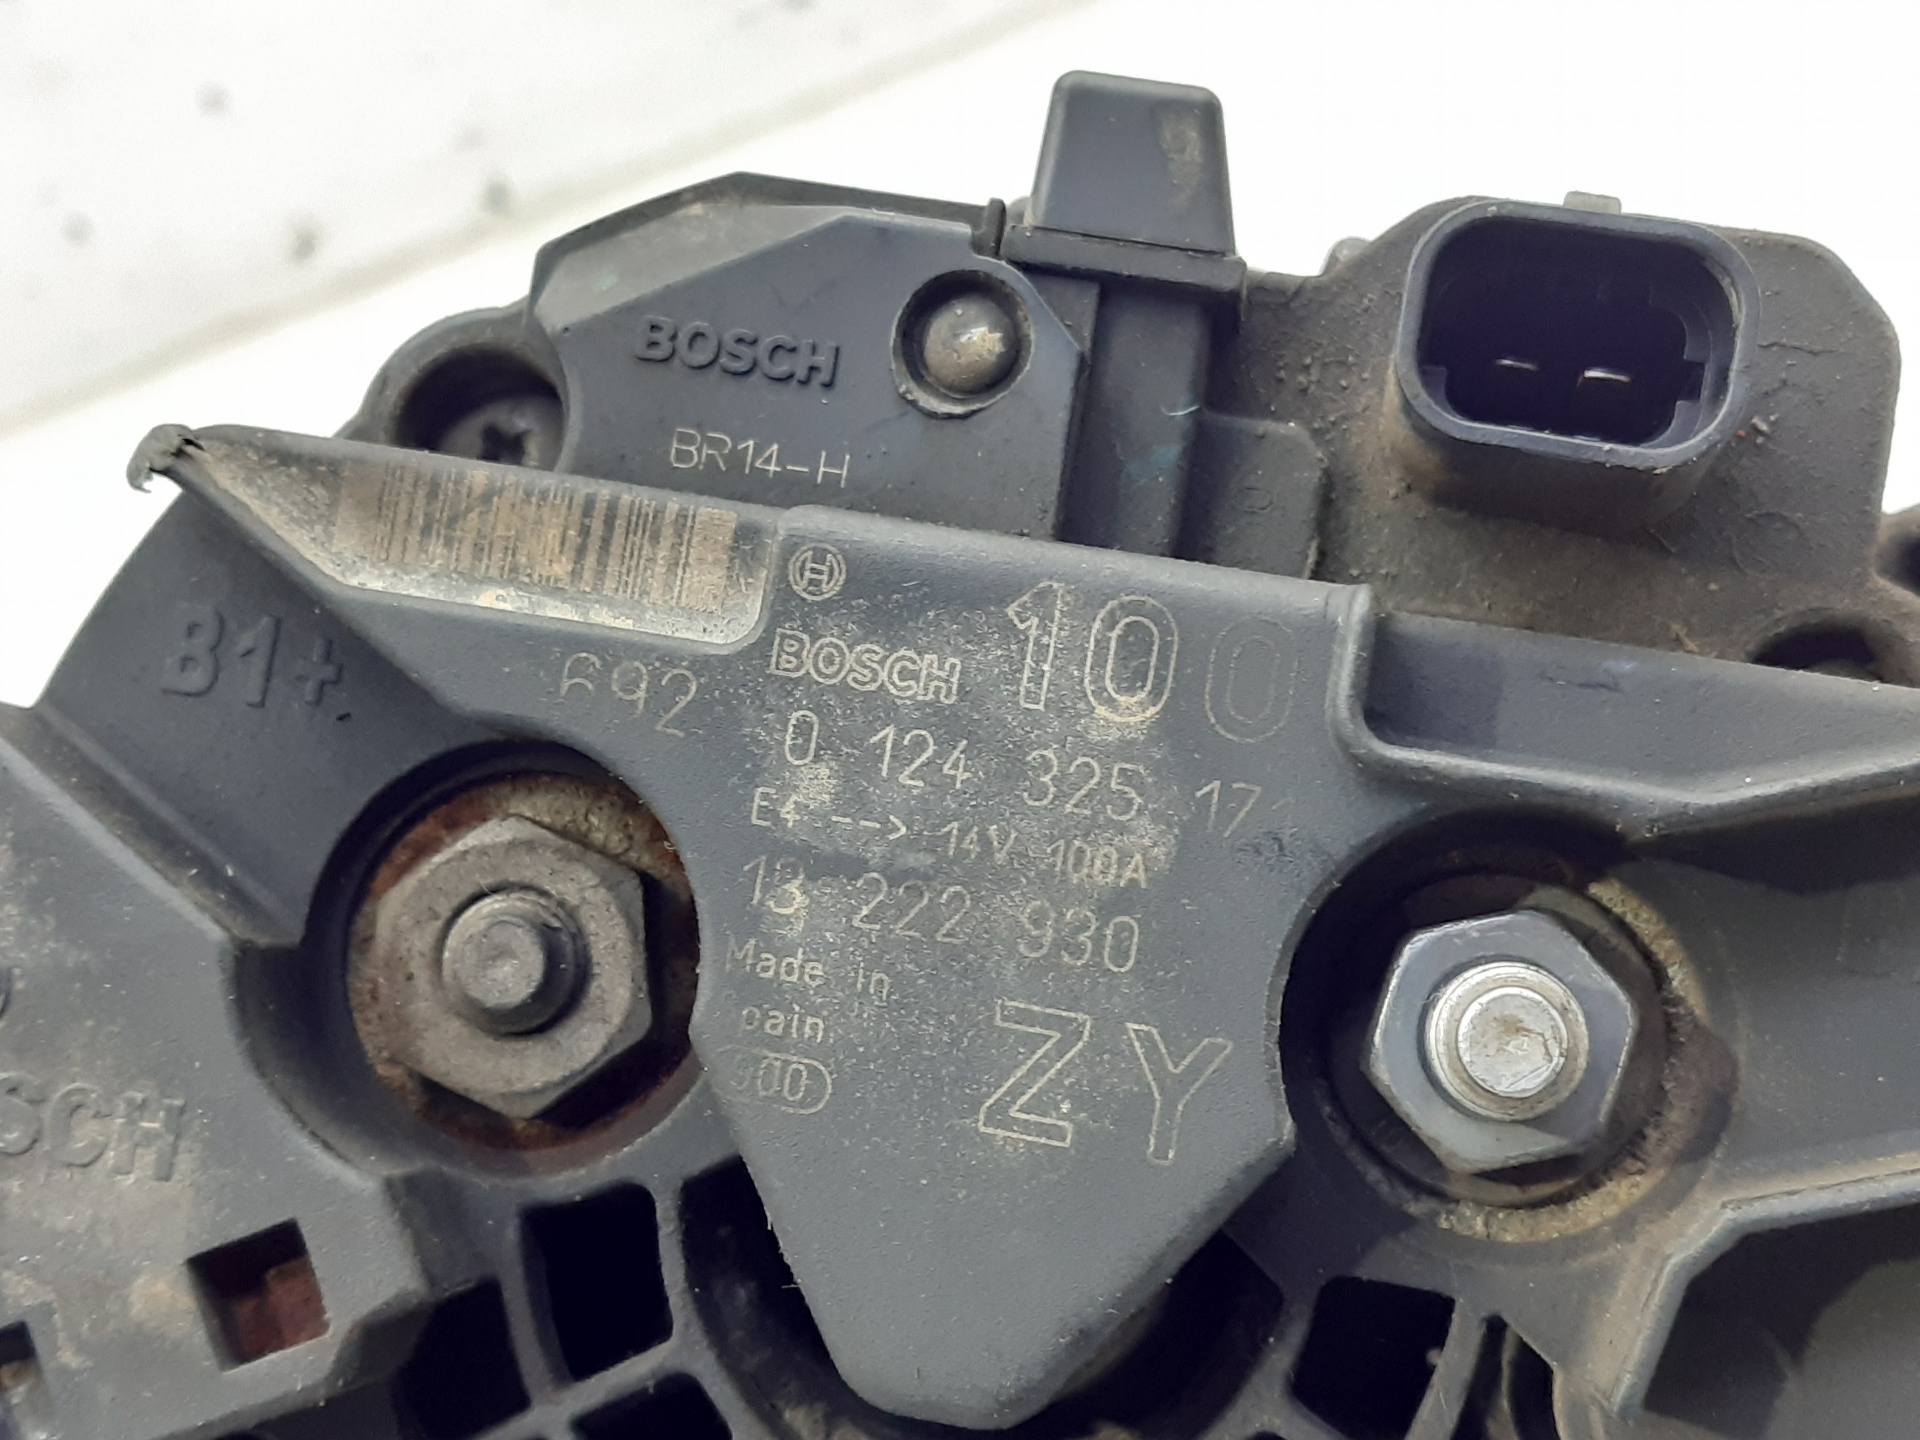 BOSCH
BR14-H
B1+
692
BOSCH 100
0 124 325 17
E4 --> 14V 100A
13 222 930
Made in
pain
ZY